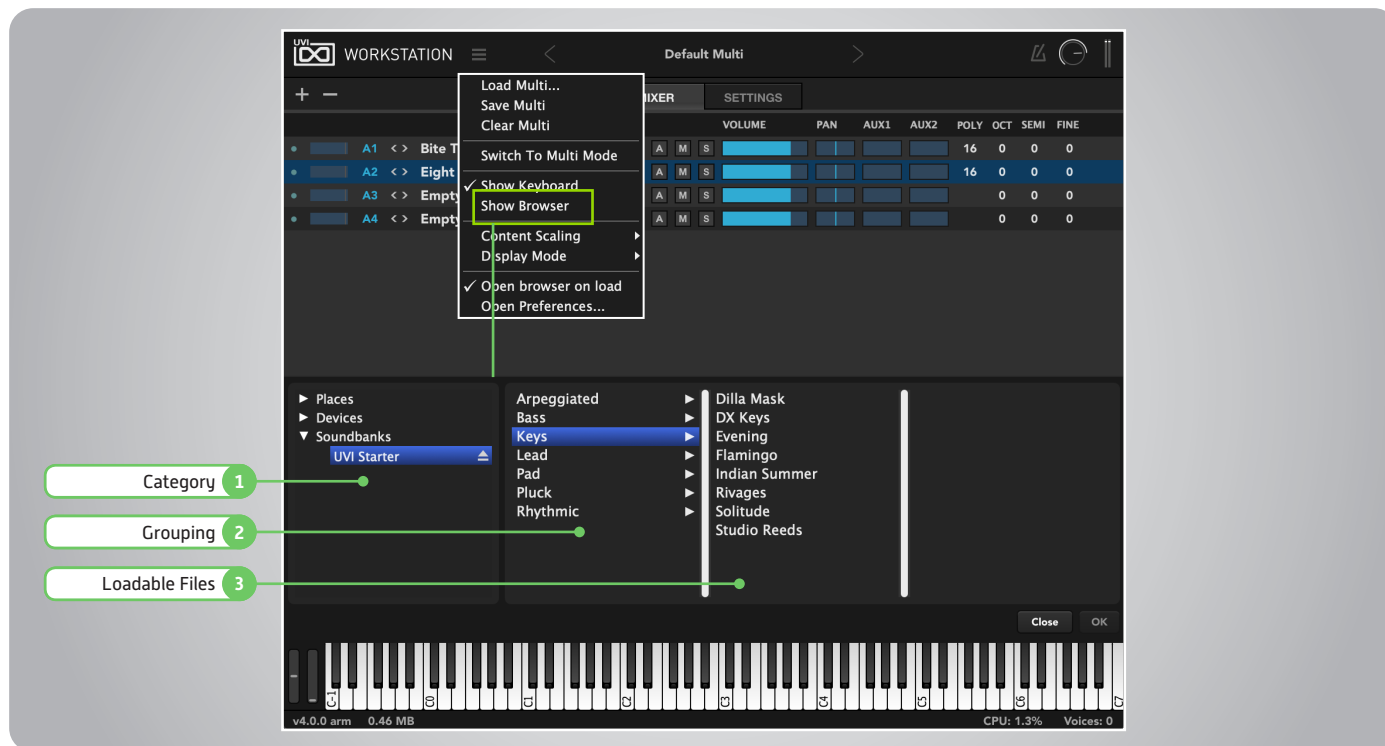 UVI WORKSTATION Default Multi
+ − MIXER SETTINGS
Load Multi...
Save Multi
Clear Multi
Switch To Multi Mode
✓ Show Keyboard
Show Browser
Content Scaling
Display Mode
✓ Open browser on load
Open Preferences...
VOLUME PAN AUX1 AUX2 POLY OCT SEMI FINE
A1 < > Bite T A M S 16 0 0 0
A2 < > Eight A M S 16 0 0 0
A3 < > Empty A M S 0 0 0
A4 < > Empty A M S 0 0 0
Places
Devices
Soundbanks
UVI Starter
Arpeggiated
Bass
Keys
Lead
Pad
Pluck
Rhythmic
Dilla Mask
DX Keys
Evening
Flamingo
Indian Summer
Rivages
Solitude
Studio Reeds
Category 1
Grouping 2
Loadable Files 3
Close OK
C-1 C0 C1 C2 C3 C4 C5 C6 C7
v4.0.0 arm 0.46 MB CPU: 1.3% Voices: 0